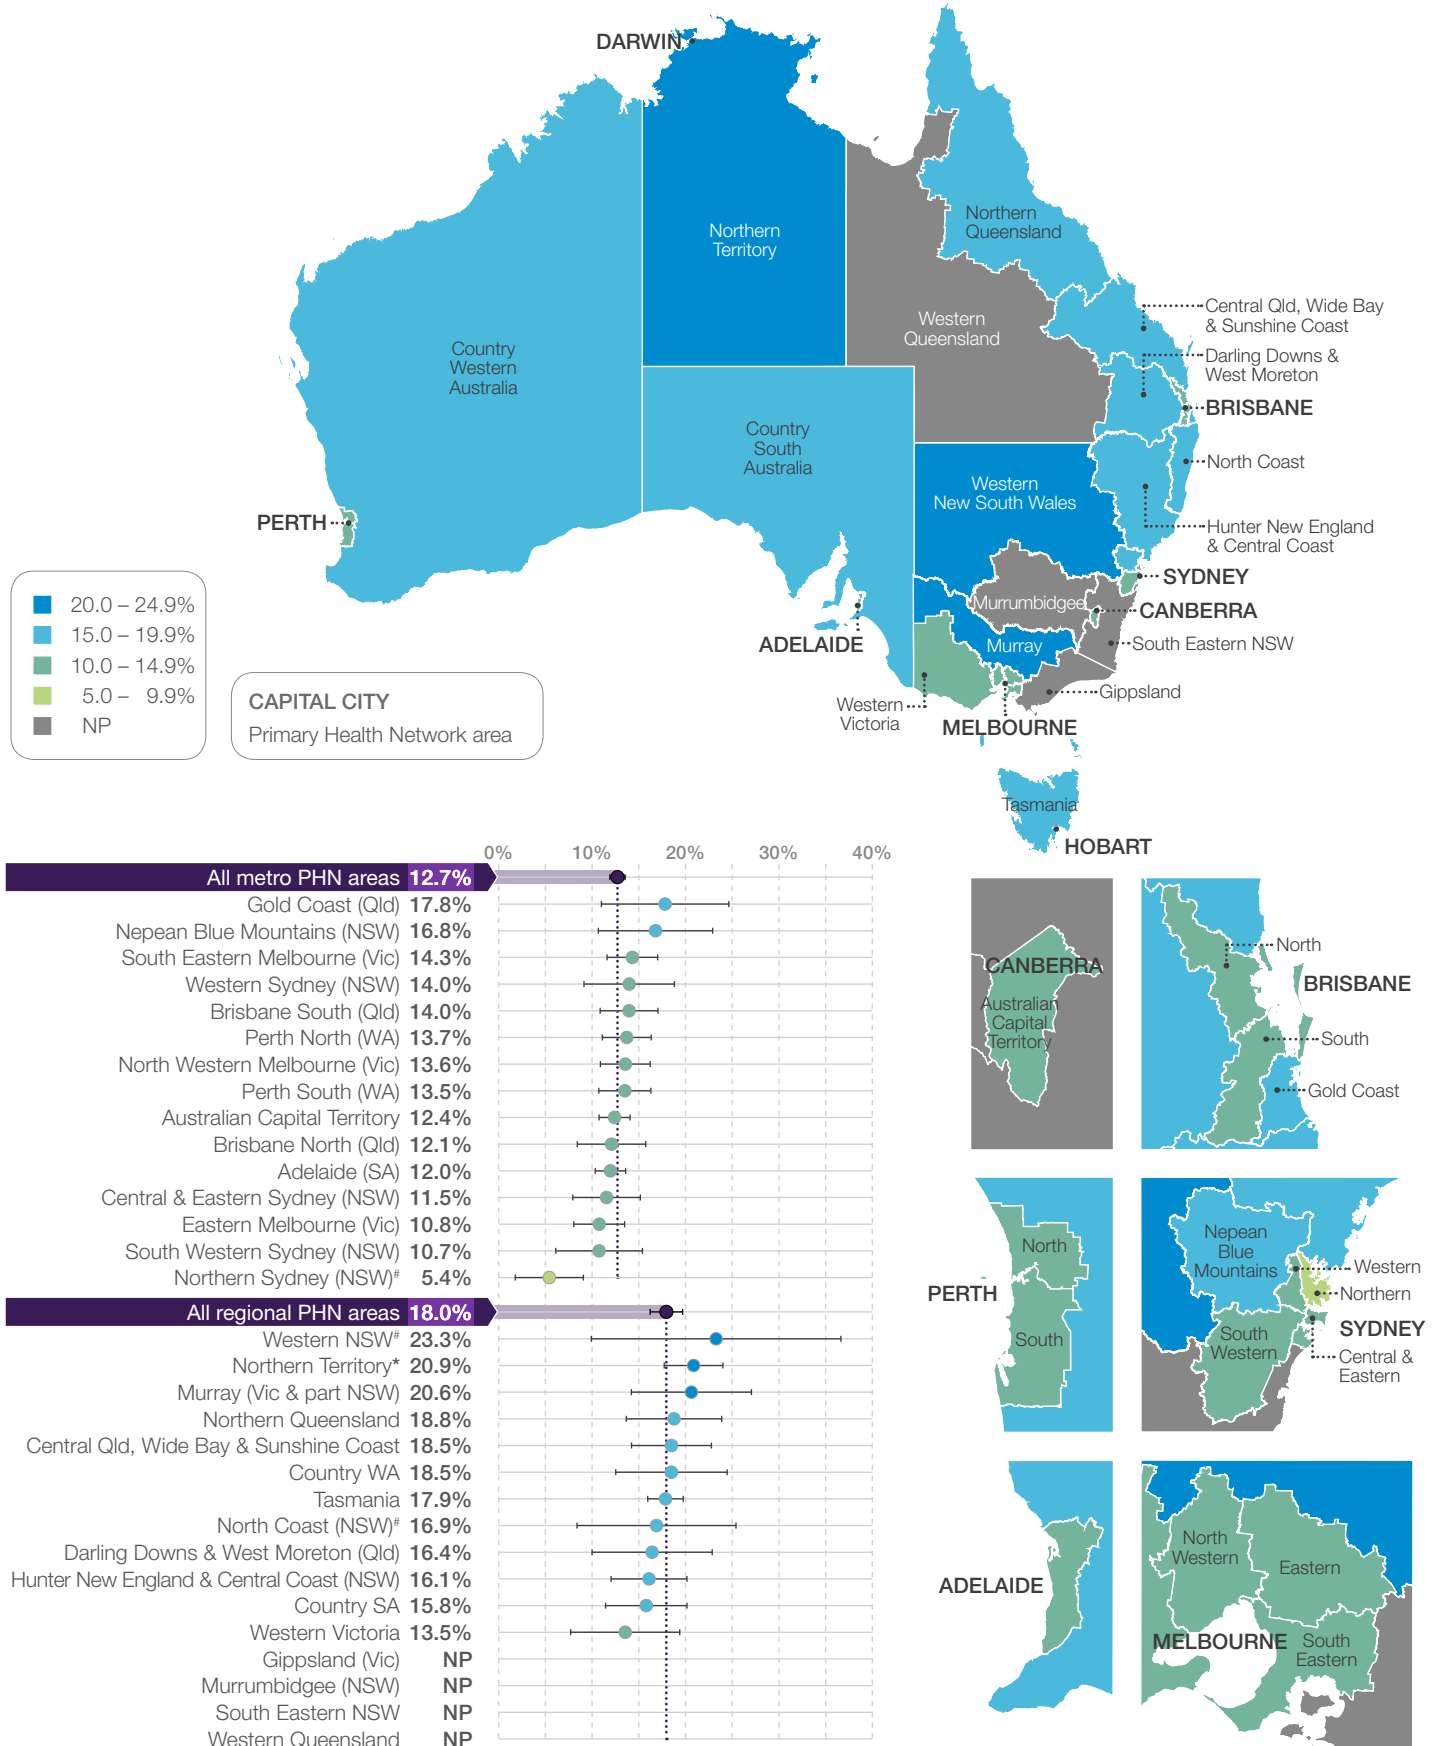 DARWIN
Northern
Territory
Northern
Queensland
Western
Queensland
Country
Western
Australia
Country
South
Australia
Western
New South Wales
Central Qld, Wide Bay
& Sunshine Coast
Darling Downs &
West Moreton
BRISBANE
North Coast
Hunter New England
& Central Coast
SYDNEY
CANBERRA
South Eastern NSW
Gippsland
PERTH
ADELAIDE
Murrumbidgee
Murray
Western
Victoria
MELBOURNE
Tasmania
HOBART
20.0 – 24.9%
15.0 – 19.9%
10.0 – 14.9%
5.0 – 9.9%
NP
CAPITAL CITY
Primary Health Network area
0% 10% 20% 30% 40%
All metro PHN areas 12.7%
Gold Coast (Qld) 17.8%
Nepean Blue Mountains (NSW) 16.8%
South Eastern Melbourne (Vic) 14.3%
Western Sydney (NSW) 14.0%
Brisbane South (Qld) 14.0%
Perth North (WA) 13.7%
North Western Melbourne (Vic) 13.6%
Perth South (WA) 13.5%
Australian Capital Territory 12.4%
Brisbane North (Qld) 12.1%
Adelaide (SA) 12.0%
Central & Eastern Sydney (NSW) 11.5%
Eastern Melbourne (Vic) 10.8%
South Western Sydney (NSW) 10.7%
Northern Sydney (NSW)# 5.4%
All regional PHN areas 18.0%
Western NSW# 23.3%
Northern Territory* 20.9%
Murray (Vic & part NSW) 20.6%
Northern Queensland 18.8%
Central Qld, Wide Bay & Sunshine Coast 18.5%
Country WA 18.5%
Tasmania 17.9%
North Coast (NSW)# 16.9%
Darling Downs & West Moreton (Qld) 16.4%
Hunter New England & Central Coast (NSW) 16.1%
Country SA 15.8%
Western Victoria 13.5%
Gippsland (Vic) NP
Murrumbidgee (NSW) NP
South Eastern NSW NP
Western Queensland NP
CANBERRA
Australian
Capital
Territory
North
BRISBANE
South
Gold Coast
PERTH
North
South
Nepean
Blue
Mountains
Western
Northern
SYDNEY
South
Western
Central &
Eastern
ADELAIDE
North
Western
Eastern
MELBOURNE
South
Eastern